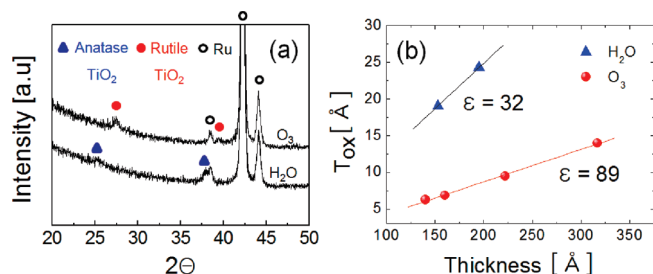 (a)
Anatase Rutile Ru
TiO₂ TiO₂
O₃
H₂O
Intensity [a.u]
20 25 30 35 40 45 50
2Θ
(b)
H₂O
O₃
ε = 32
ε = 89
Tox [Å]
30
25
20
15
10
5
100 150 200 250 300 350
Thickness [Å]